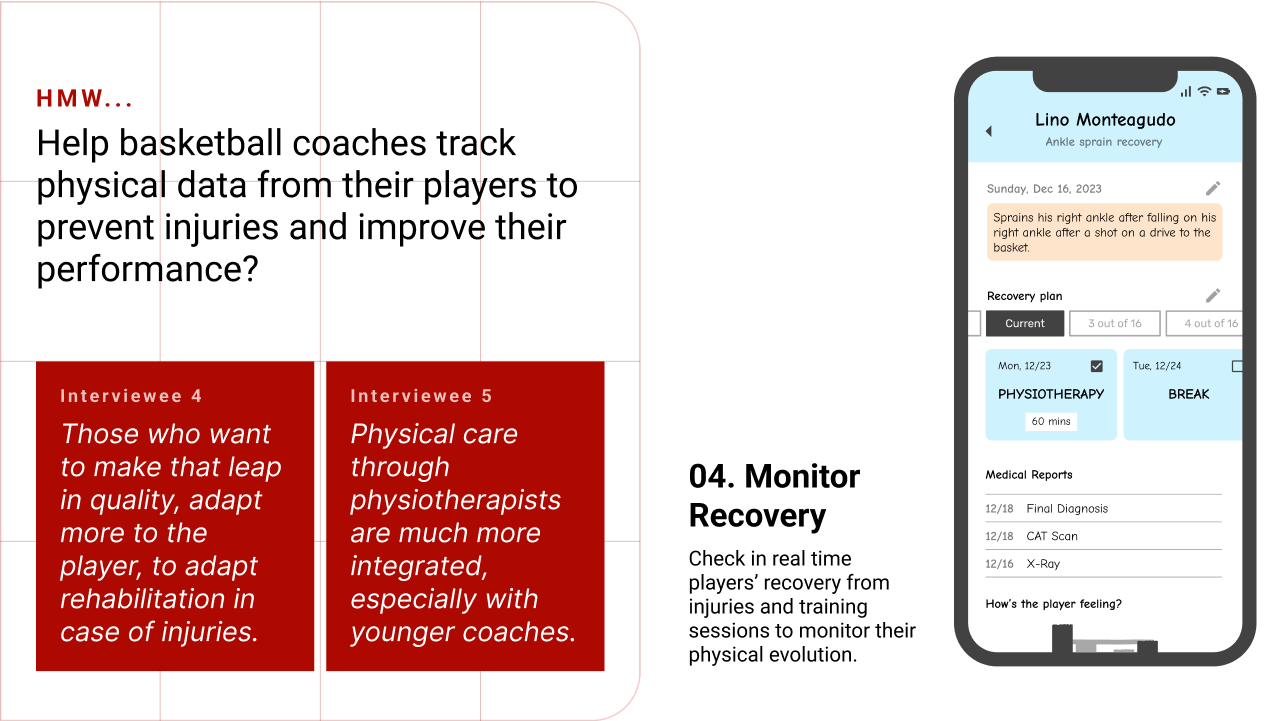 HMW...
Help basketball coaches track
physical data from their players to
prevent injuries and improve their
performance?
Interviewee 4
Those who want
to make that leap
in quality, adapt
more to the
player, to adapt
rehabilitation in
case of injuries.
Interviewee 5
Physical care
through
physiotherapists
are much more
integrated,
especially with
younger coaches.
04. Monitor
Recovery
Check in real time
players’ recovery from
injuries and training
sessions to monitor their
physical evolution.
Lino Monteagudo
Ankle sprain recovery
Sunday, Dec 16, 2023
Sprains his right ankle after falling on his
right ankle after a shot on a drive to the
basket.
Recovery plan
Current
3 out of 16
4 out of 16
Mon, 12/23
PHYSIOTHERAPY
60 mins
Tue, 12/24
BREAK
Medical Reports
12/18 Final Diagnosis
12/18 CAT Scan
12/16 X-Ray
How’s the player feeling?